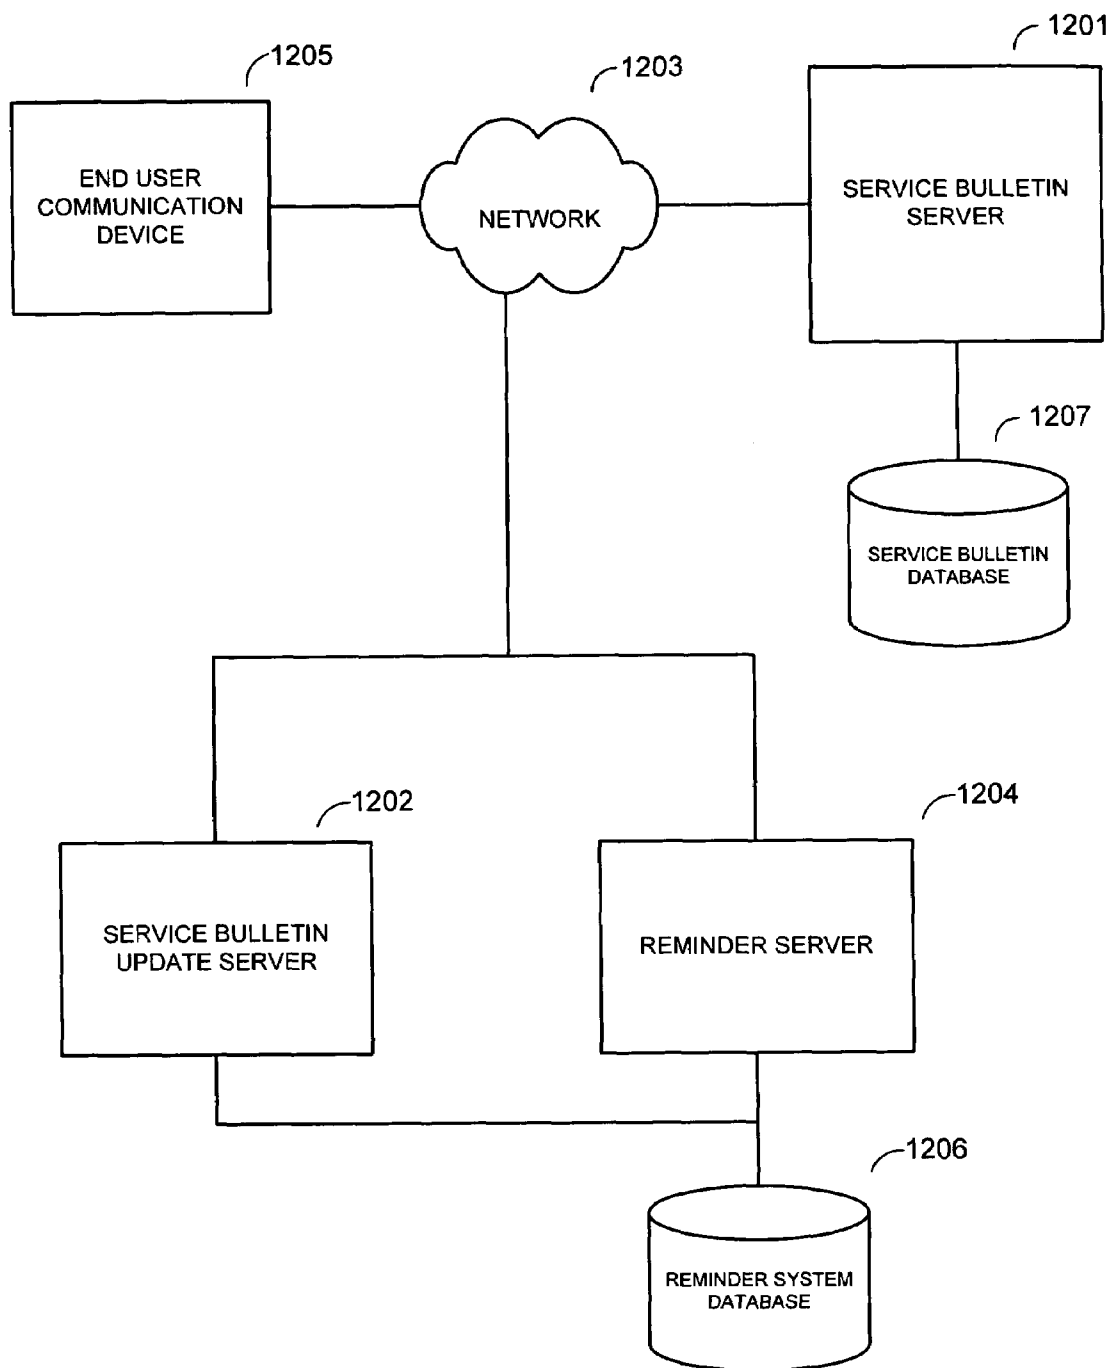 1205
1203
1201
END USER
COMMUNICATION
DEVICE
NETWORK
SERVICE BULLETIN
SERVER
1207
SERVICE BULLETIN
DATABASE
1202
1204
SERVICE BULLETIN
UPDATE SERVER
REMINDER SERVER
1206
REMINDER SYSTEM
DATABASE